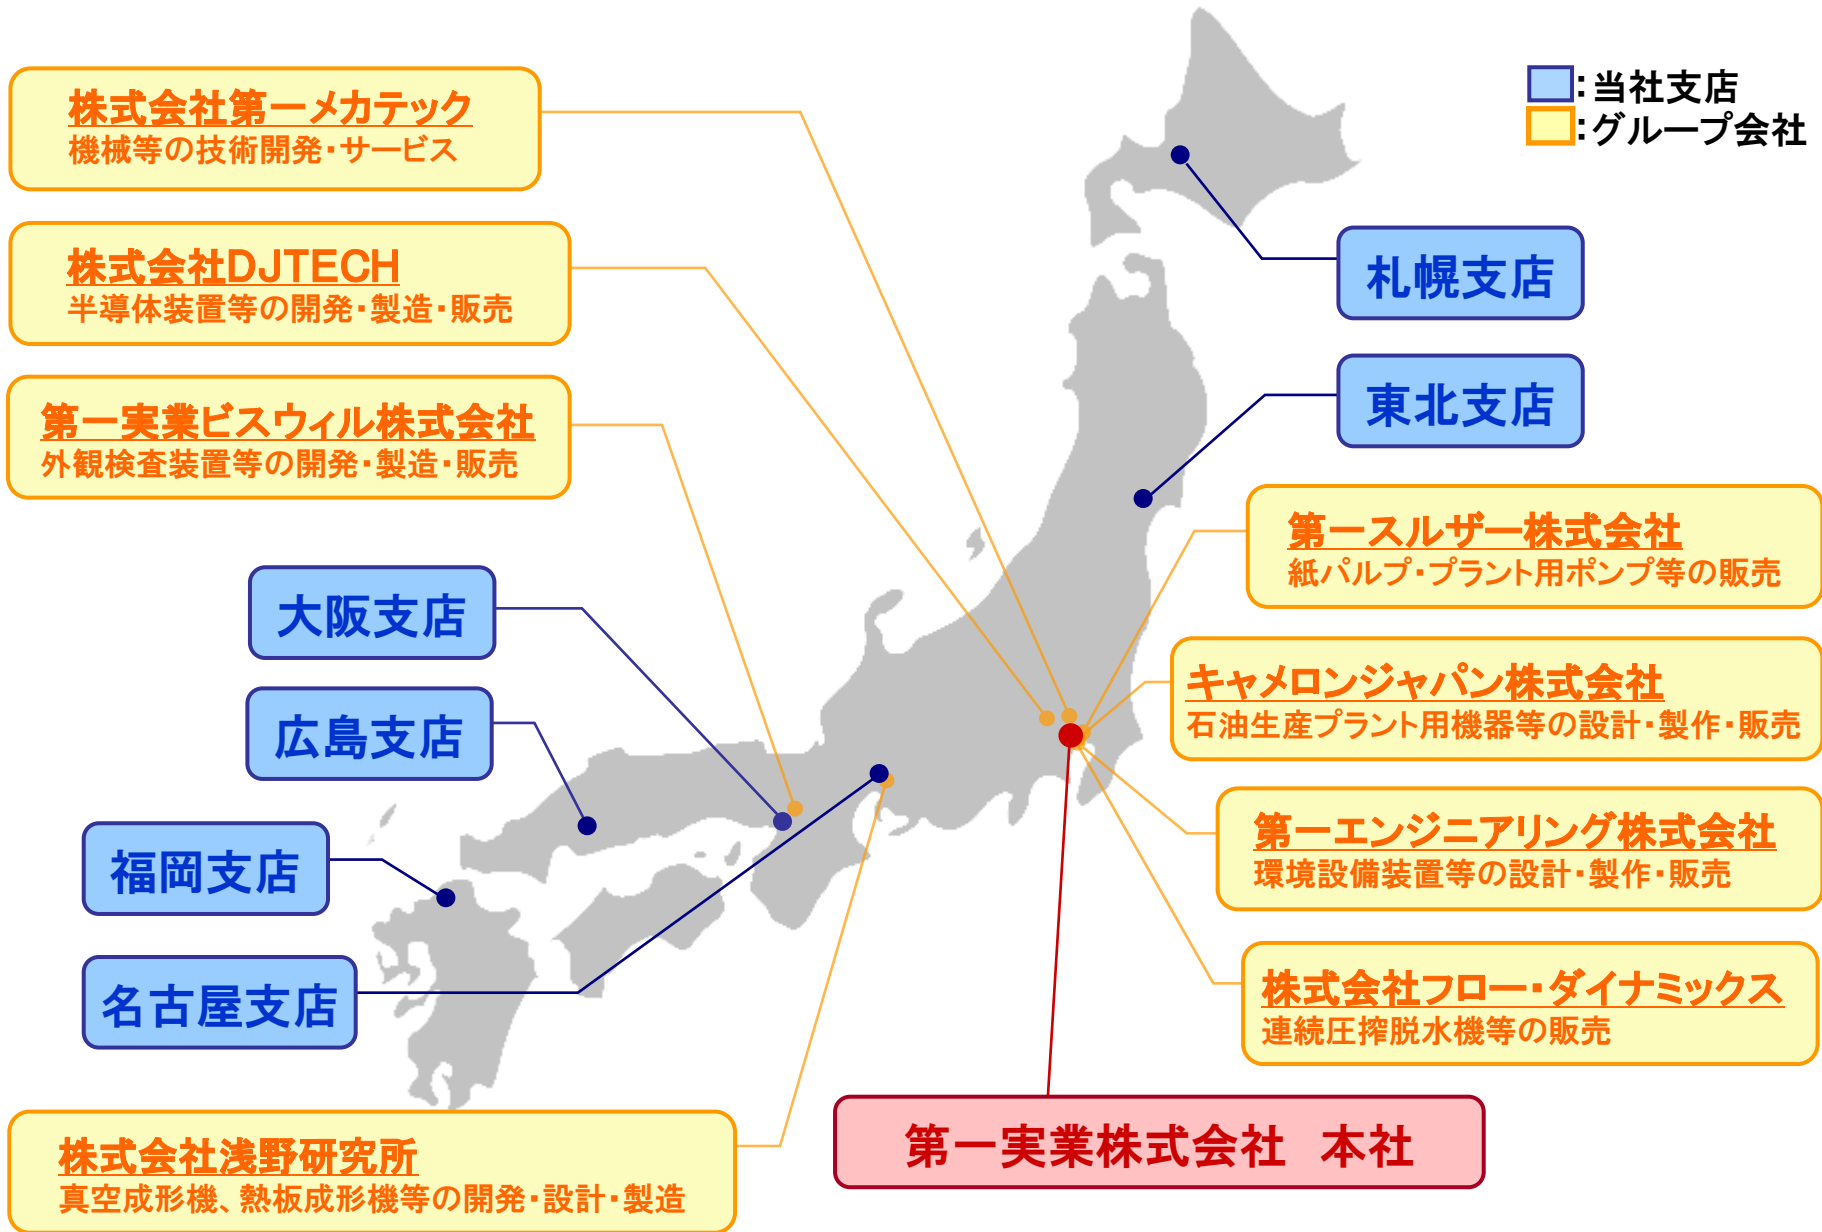 :当社支店
:グループ会社
株式会社第一メカテック
機械等の技術開発・サービス
株式会社DJTECH
半導体装置等の開発・製造・販売
第一実業ビスウィル株式会社
外観検査装置等の開発・製造・販売
札幌支店
東北支店
第一スルザー株式会社
紙パルプ・プラント用ポンプ等の販売
大阪支店
キャメロンジャパン株式会社
石油生産プラント用機器等の設計・製作・販売
広島支店
第一エンジニアリング株式会社
環境設備装置等の設計・製作・販売
福岡支店
名古屋支店
株式会社フロー・ダイナミックス
連続圧搾脱水機等の販売
第一実業株式会社 本社
株式会社浅野研究所
真空成形機、熱板成形機等の開発・設計・製造